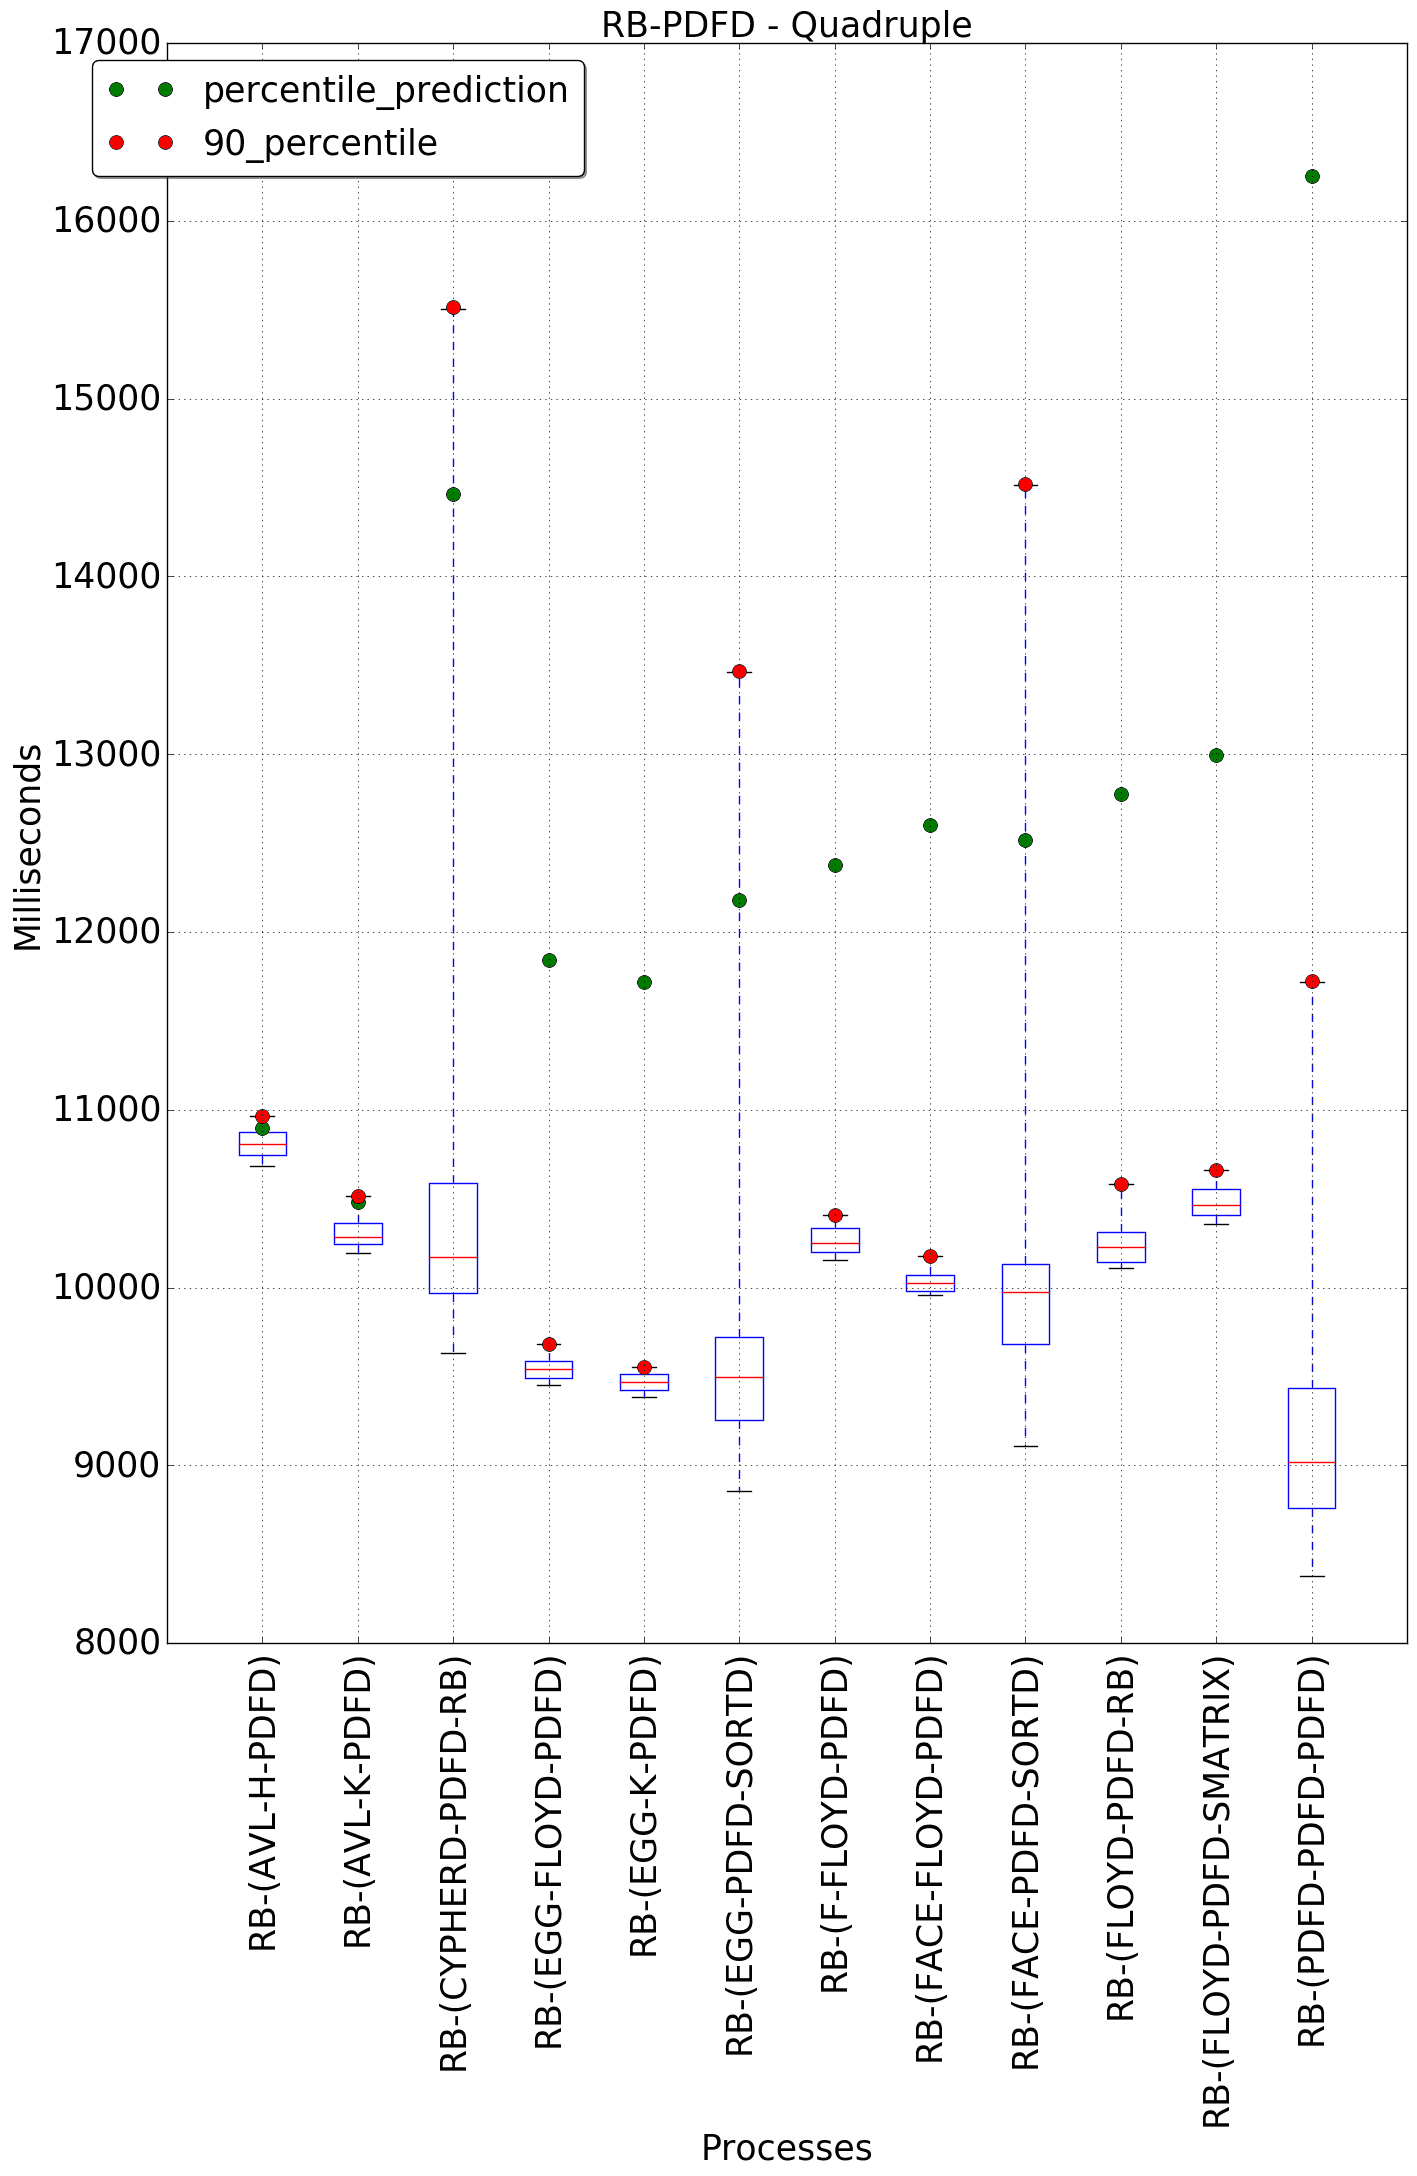 RB-PDFD - Quadruple
percentile_prediction
90_percentile
17000
16000
15000
14000
13000
12000
11000
10000
9000
8000
Milliseconds
RB-(AVL-H-PDFD)
RB-(AVL-K-PDFD)
RB-(CYPHERD-PDFD-RB)
RB-(EGG-FLOYD-PDFD)
RB-(EGG-K-PDFD)
RB-(EGG-PDFD-SORTD)
RB-(F-FLOYD-PDFD)
RB-(FACE-FLOYD-PDFD)
RB-(FACE-PDFD-SORTD)
RB-(FLOYD-PDFD-RB)
RB-(FLOYD-PDFD-SMATRIX)
RB-(PDFD-PDFD-PDFD)
Processes